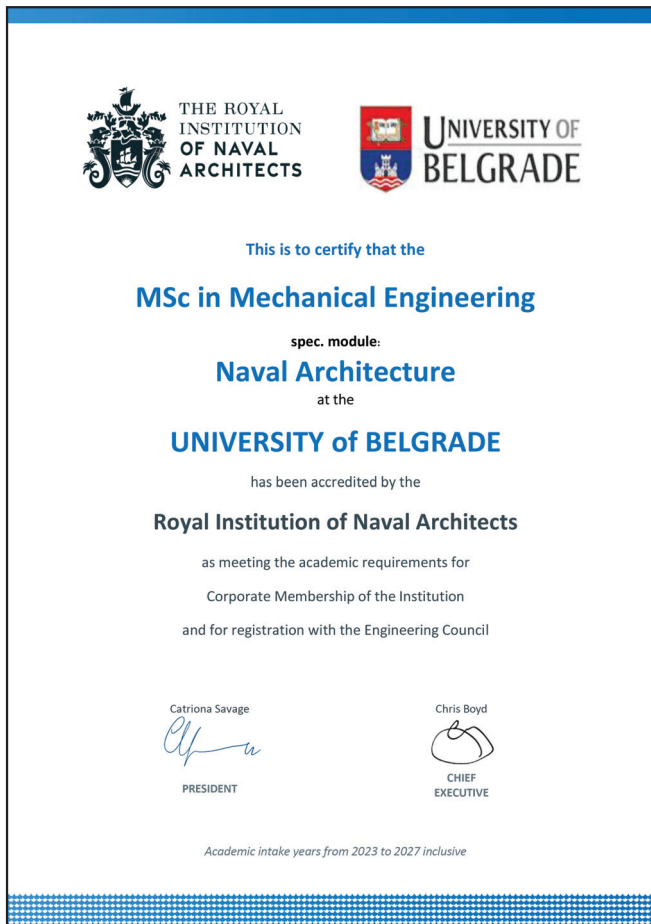 THE ROYAL
INSTITUTION
OF NAVAL
ARCHITECTS
UNIVERSITY OF
BELGRADE
This is to certify that the
MSc in Mechanical Engineering
spec. module:
Naval Architecture
at the
UNIVERSITY of BELGRADE
has been accredited by the
Royal Institution of Naval Architects
as meeting the academic requirements for
Corporate Membership of the Institution
and for registration with the Engineering Council
Catriona Savage
Chris Boyd
PRESIDENT
CHIEF
EXECUTIVE
Academic intake years from 2023 to 2027 inclusive